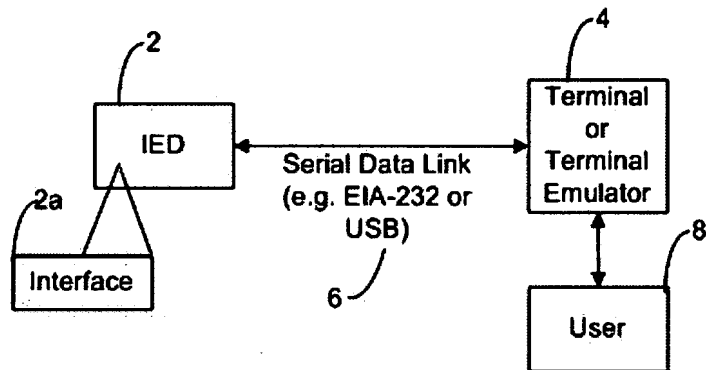 2
IED
2a
Interface
Serial Data Link
(e.g. EIA-232 or
USB)
6
4
Terminal
or
Terminal
Emulator
8
User